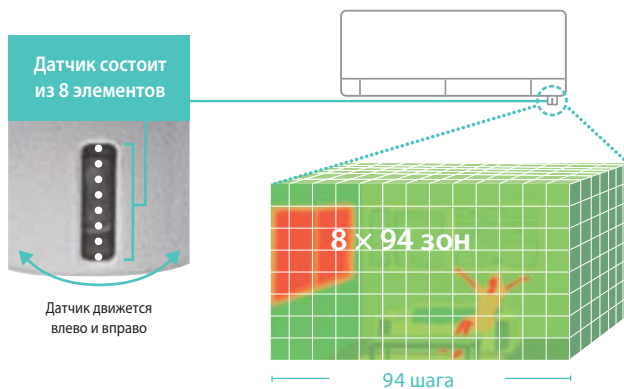 Датчик состоит
из 8 элементов
8 × 94 зон
Датчик движется
влево и вправо
94 шага